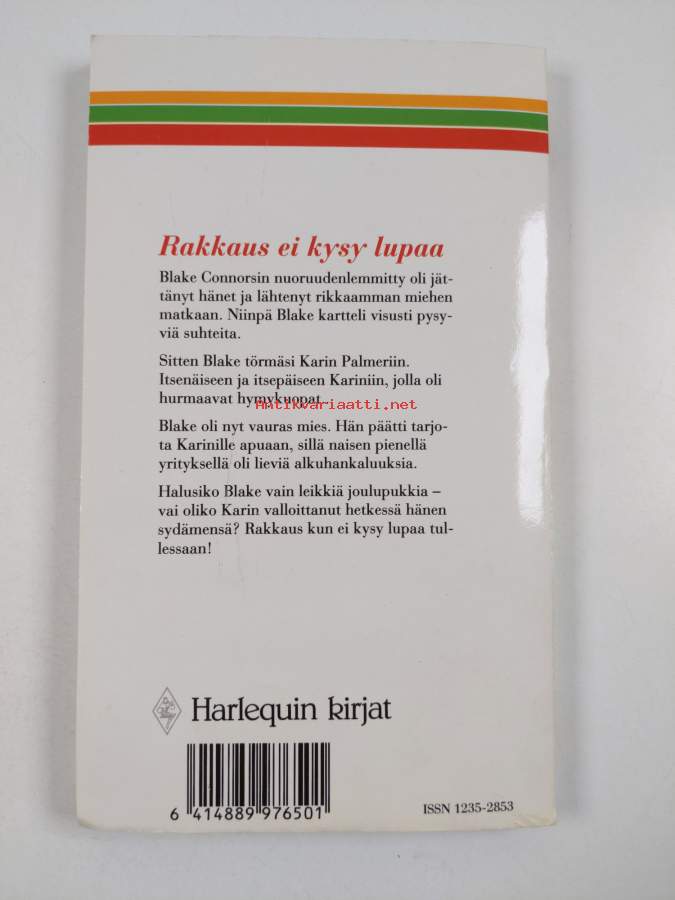 Rakkaus ei kysy lupaa
Blake Connorsin nuoruudenlemmitty oli jät-
tänyt hänet ja lähtenyt rikkaamman miehen
matkaan. Niinpä Blake kartteli visusti pysy-
viä suhteita.
Sitten Blake törmäsi Karin Palmeriin.
Itsenäiseen ja itsepäiseen Kariniin, jolla oli
hurmaavat hymykuopat.
Antikvariaatti.net
Blake oli nyt vauras mies. Hän päätti tarjo-
ta Karinille apuaan, sillä naisen pienellä
yrityksellä oli lieviä alkuhankaluuksia.
Halusiko Blake vain leikkiä joulupukkia –
vai oliko Karin valloittanut hetkessä hänen
sydämensä? Rakkaus kun ei kysy lupaa tul-
lessaan!
Harlequin kirjat
6 414889 976501
ISSN 1235-2853